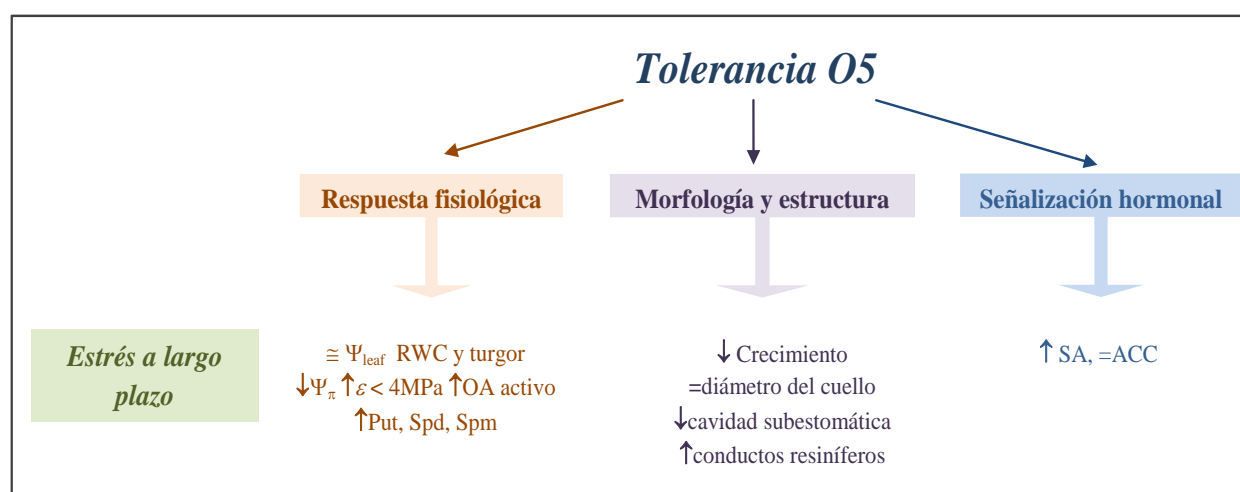 Tolerancia O5
Respuesta fisiológica
Morfología y estructura
Señalización hormonal
Estrés a largo
plazo
≅ Ψleaf RWC y turgor
↓Ψπ ↑ε < 4MPa ↑OA activo
↑Put, Spd, Spm
↓ Crecimiento
=diámetro del cuello
↓cavidad subestomática
↑conductos resiníferos
↑ SA, =ACC